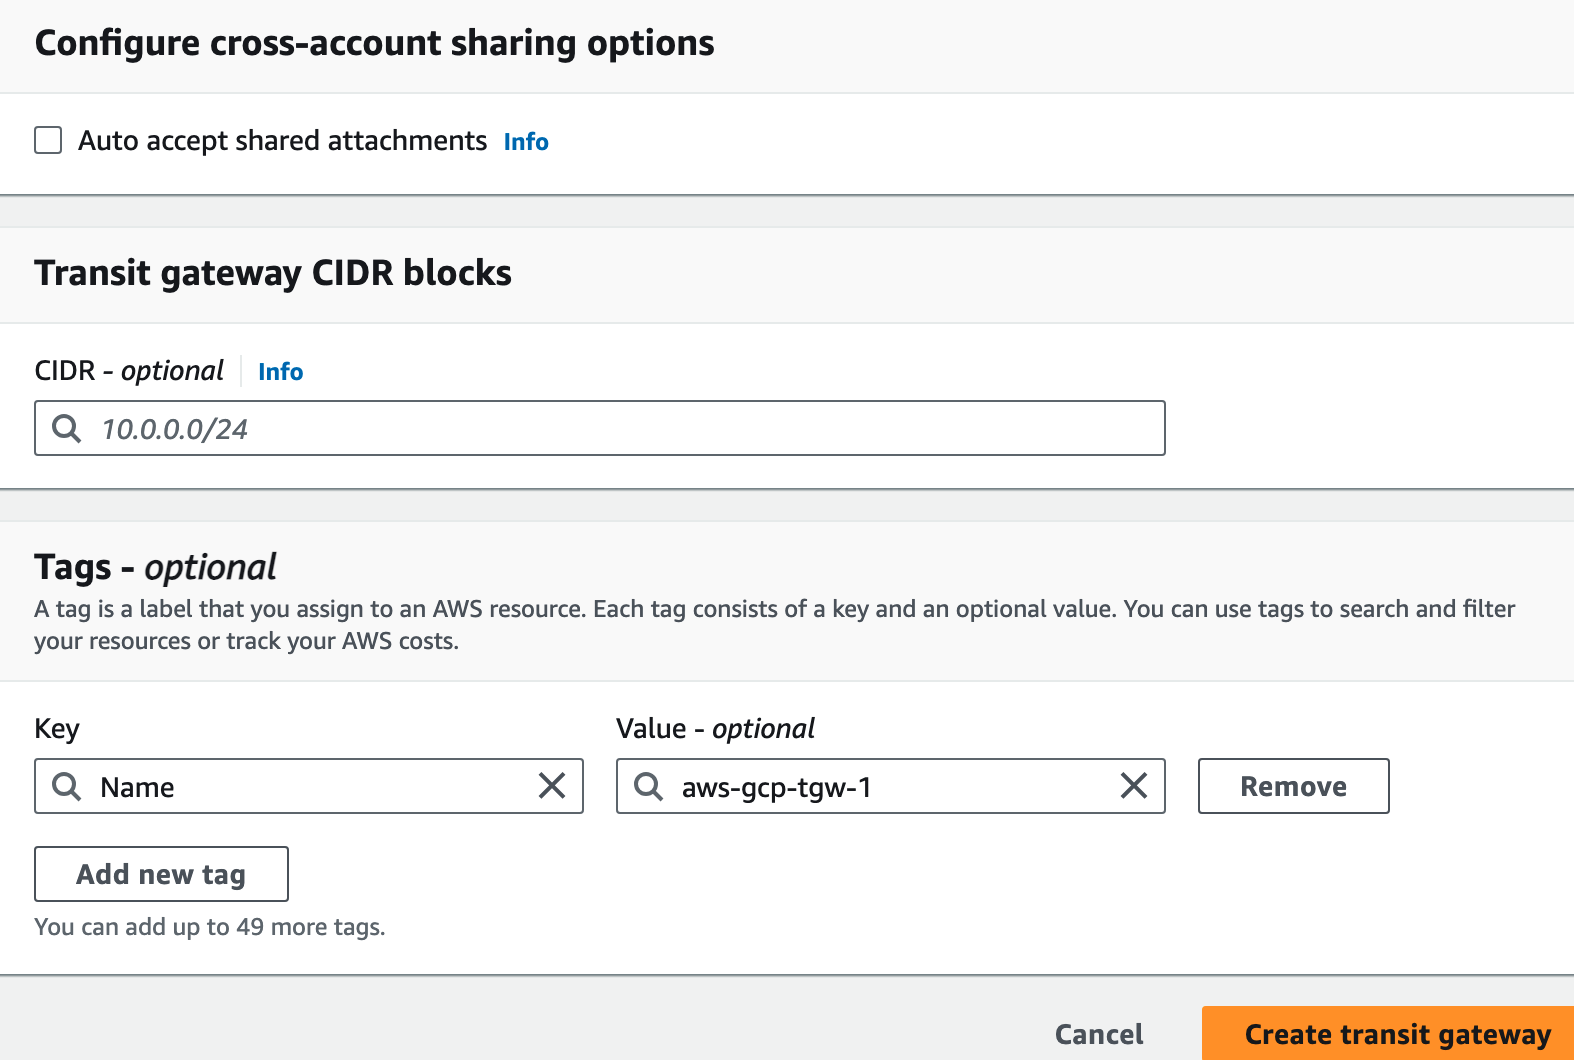 Configure cross-account sharing options
Auto accept shared attachments Info
Transit gateway CIDR blocks
CIDR - optional Info
10.0.0.0/24
Tags - optional
A tag is a label that you assign to an AWS resource. Each tag consists of a key and an optional value. You can use tags to search and filter
your resources or track your AWS costs.
Key Value - optional
Name aws-gcp-tgw-1 Remove
Add new tag
You can add up to 49 more tags.
Cancel Create transit gateway